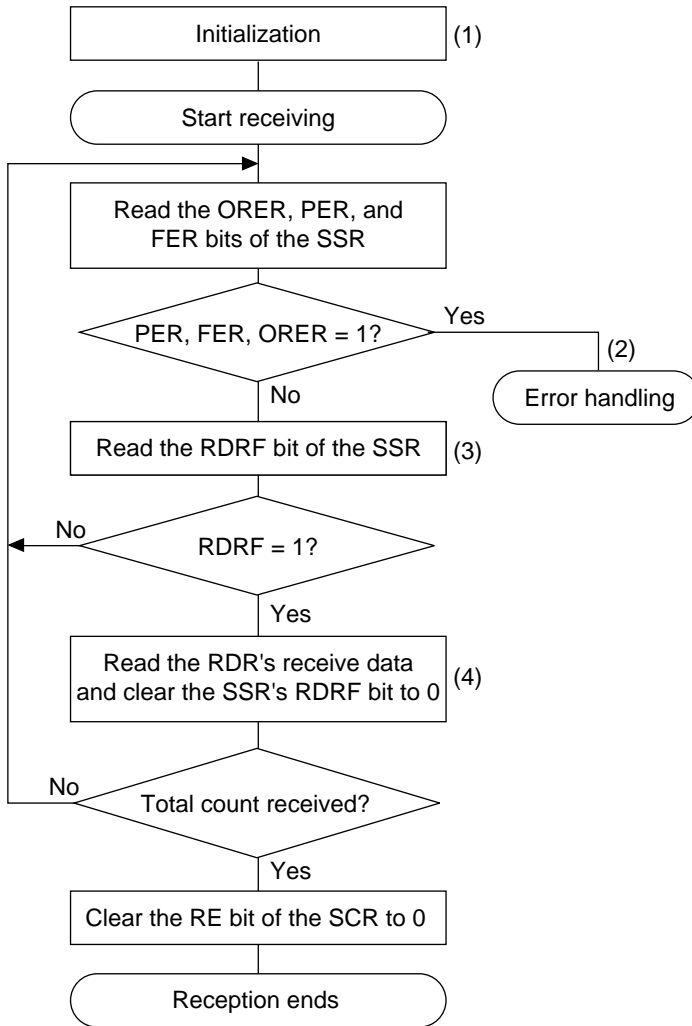 Initialization
(1)
Start receiving
Read the ORER, PER, and
FER bits of the SSR
PER, FER, ORER = 1?
Yes
(2)
Error handling
No
Read the RDRF bit of the SSR
(3)
No
RDRF = 1?
Yes
Read the RDR's receive data
and clear the SSR's RDRF bit to 0
(4)
No
Total count received?
Yes
Clear the RE bit of the SCR to 0
Reception ends